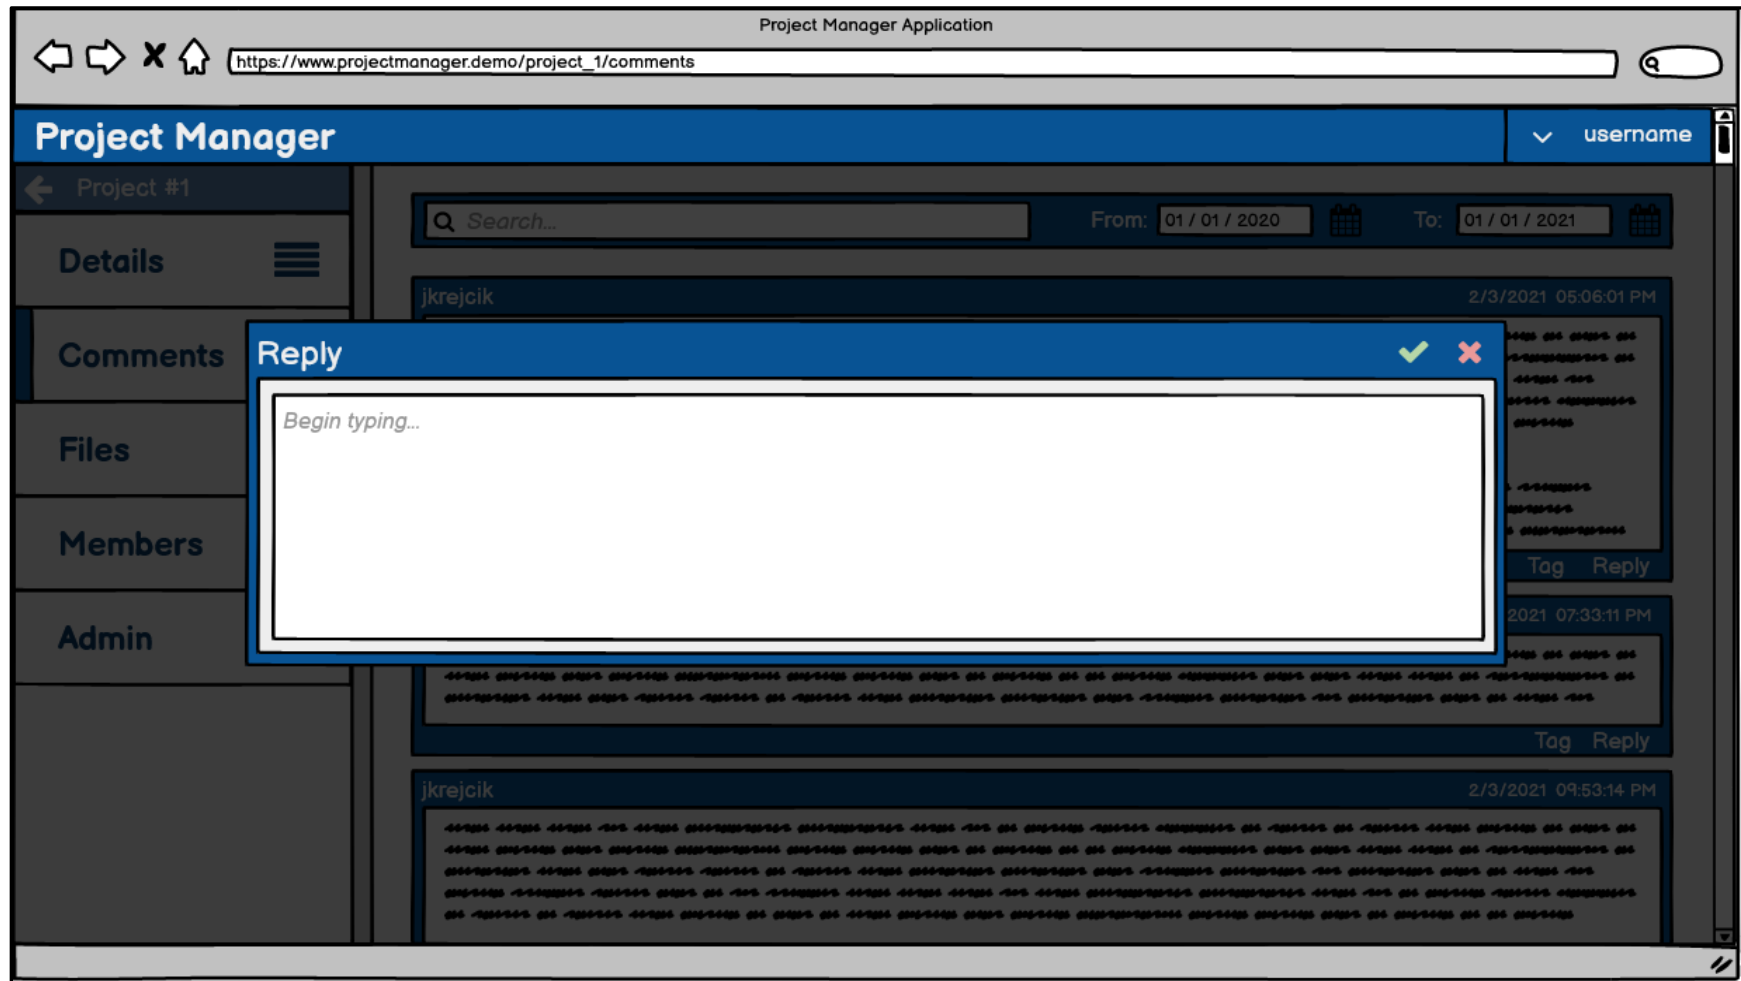 Project Manager Application
https://www.projectmanager.demo/project_1/comments
Project Manager
username
Project #1
Search...
From: 01 / 01 / 2020
To: 01 / 01 / 2021
Details
jkrejcik
2/3/2021 05:06:01 PM
Comments
Reply
Begin typing...
Files
Members
Tag Reply
2021 07:33:11 PM
Admin
Tag Reply
jkrejcik
2/3/2021 09:53:14 PM